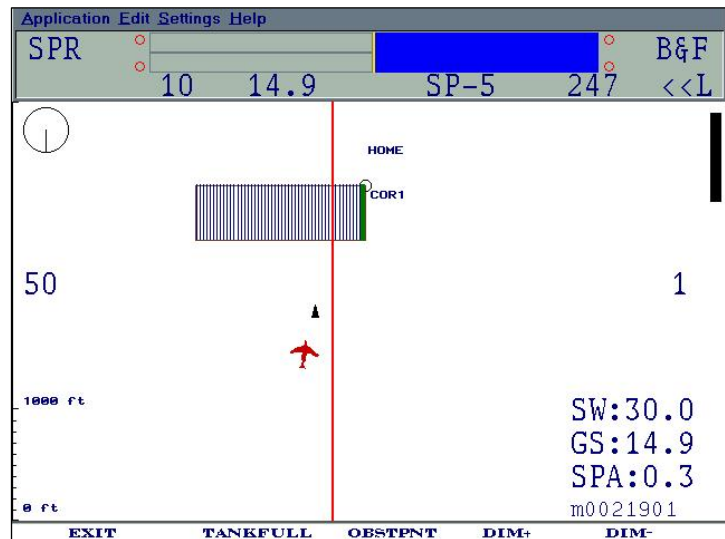 Application Edit Settings Help
SPR B&F
10 14.9 SP-5 247 <<L
HOME
COR1
50 1
1000 ft
SW:30.0
GS:14.9
SPA:0.3
0 ft m0021901
EXIT TANKFULL OBSTPNT DIM+ DIM-